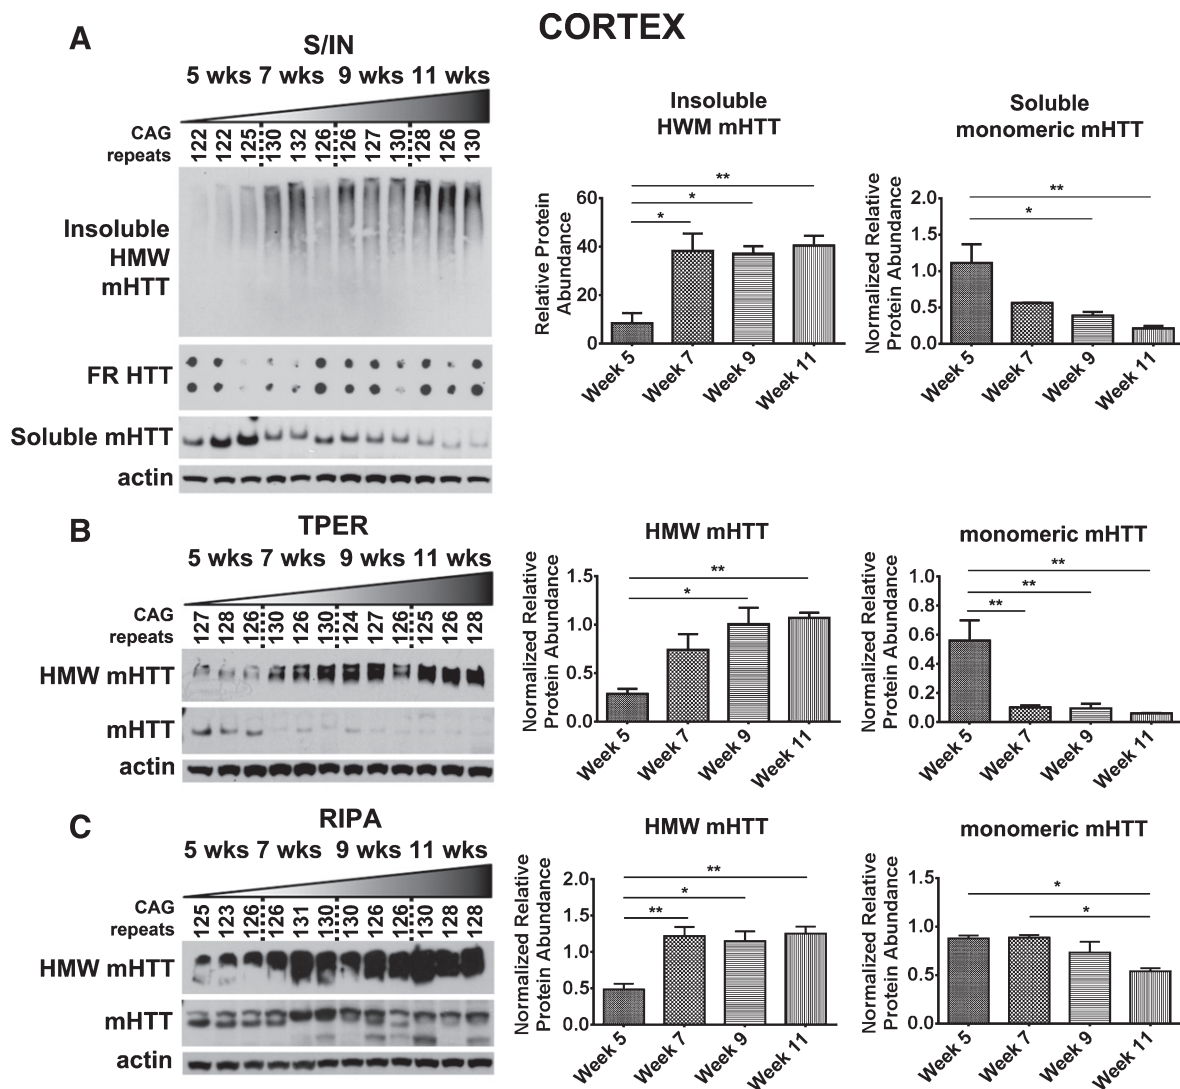 CORTEX
A
S/IN
5 wks 7 wks 9 wks 11 wks
CAG
repeats
122 122 125 130 132 126 126 127 130 128 126 130
Insoluble
HMW
mHTT
FR HTT
Soluble mHTT
actin
Insoluble
HWM mHTT
Relative Protein
Abundance
60
40
20
0
*
*
**
Week 5 Week 7 Week 9 Week 11
Soluble
monomeric mHTT
Normalized Relative
Protein Abundance
2.0
1.5
1.0
0.5
0.0
**
*
Week 5 Week 7 Week 9 Week 11
B
TPER
5 wks 7 wks 9 wks 11 wks
CAG
repeats
127 128 126 130 126 130 124 127 126 125 126 128
HMW mHTT
mHTT
actin
HMW mHTT
Normalized Relative
Protein Abundance
1.5
1.0
0.5
0.0
**
*
Week 5 Week 7 Week 9 Week 11
monomeric mHTT
Normalized Relative
Protein Abundance
1.0
0.8
0.6
0.4
0.2
0.0
**
**
**
Week 5 Week 7 Week 9 Week 11
C
RIPA
5 wks 7 wks 9 wks 11 wks
CAG
repeats
125 123 126 126 131 130 130 126 126 130 128 128
HMW mHTT
mHTT
actin
HMW mHTT
Normalized Relative
Protein Abundance
2.0
1.5
1.0
0.5
0.0
**
*
**
Week 5 Week 7 Week 9 Week 11
monomeric mHTT
Normalized Relative
Protein Abundance
1.5
1.0
0.5
0.0
*
*
Week 5 Week 7 Week 9 Week 11